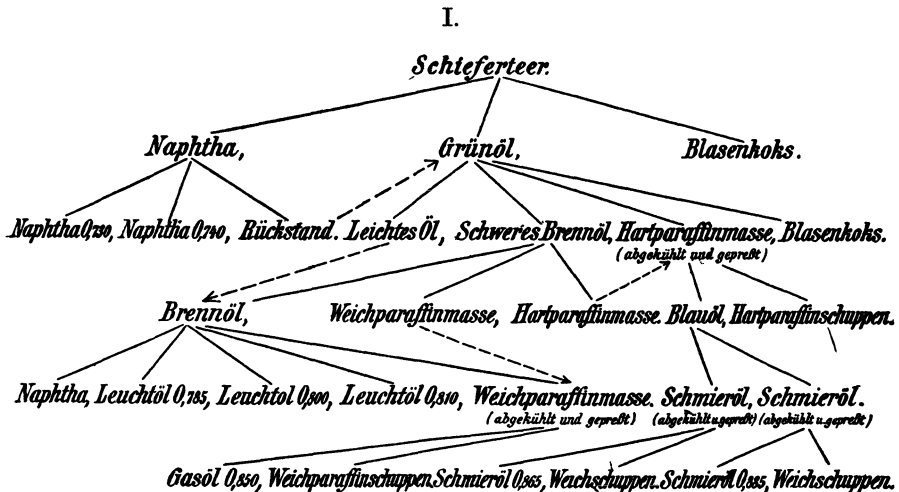 I.
Schieferteer.
Naphtha, Grünöl, Blasenkoks.
Naphtha 0,730, Naphtha 0,740, Rückstand. Leichtes Öl, Schweres Brennöl, Hartparaffinmasse, Blasenkoks.
(abgekühlt und gepreßt)
Brennöl, Weichparaffinmasse, Hartparaffinmasse. Blauöl, Hartparaffinschuppen.
Naphtha, Leuchtöl 0,785, Leuchtol 0,800, Leuchtöl 0,810, Weichparaffinmasse. Schmieröl, Schmieröl.
(abgekühlt und gepreßt) (abgekühlt u. gepreßt) (abgekühlt u. gepreßt)
Gasöl 0,850, Weichparaffinschuppen. Schmieröl 0,865, Weichschuppen. Schmieröl 0,885, Weichschuppen.